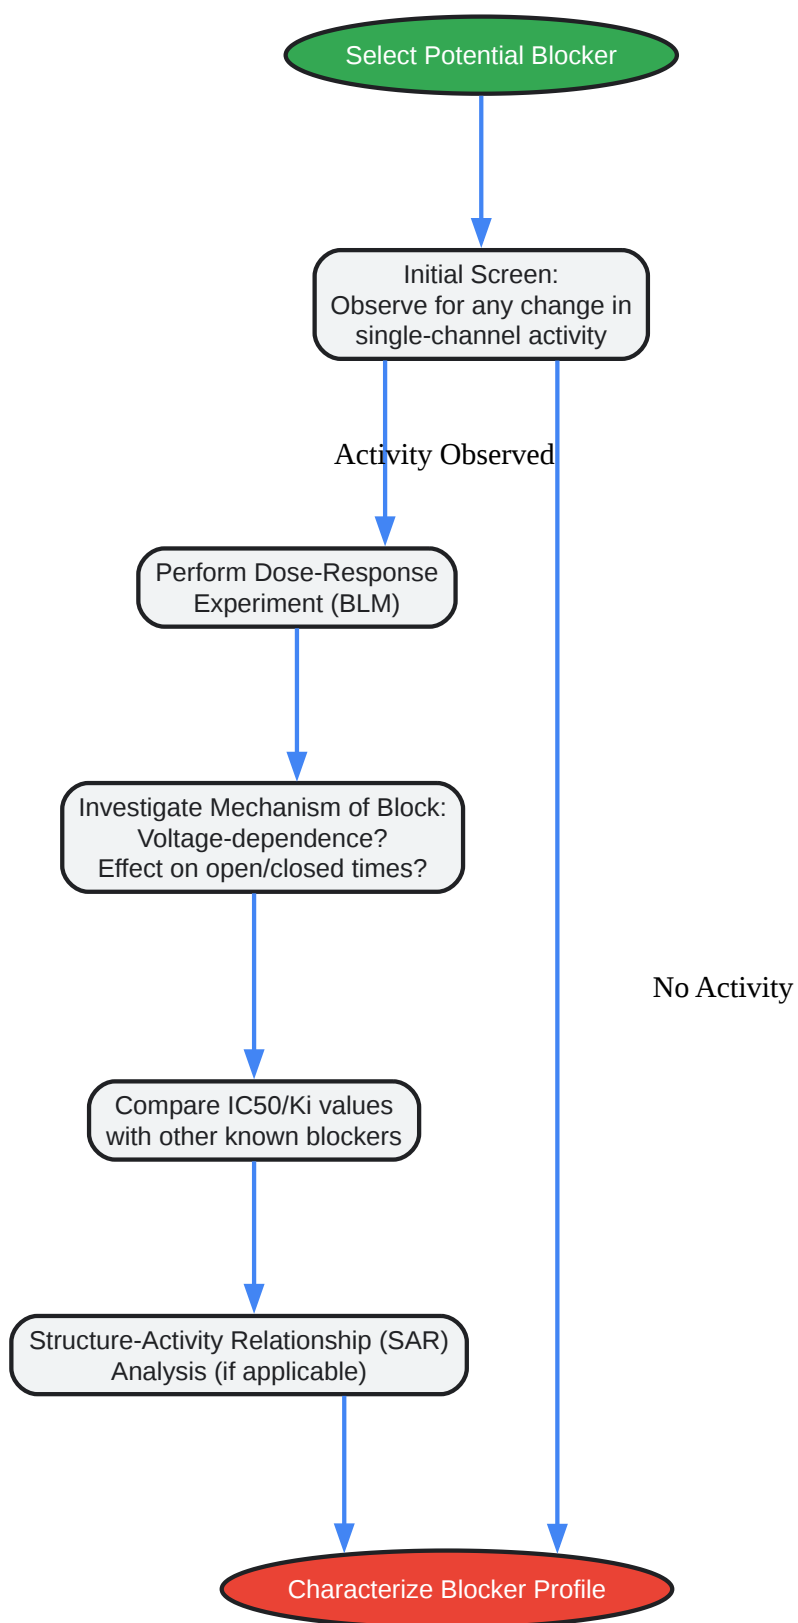 Select Potential Blocker
Initial Screen:
Observe for any change in
single-channel activity
Activity Observed
Perform Dose-Response
Experiment (BLM)
Investigate Mechanism of Block:
Voltage-dependence?
Effect on open/closed times?
No Activity
Compare IC50/Ki values
with other known blockers
Structure-Activity Relationship (SAR)
Analysis (if applicable)
Characterize Blocker Profile